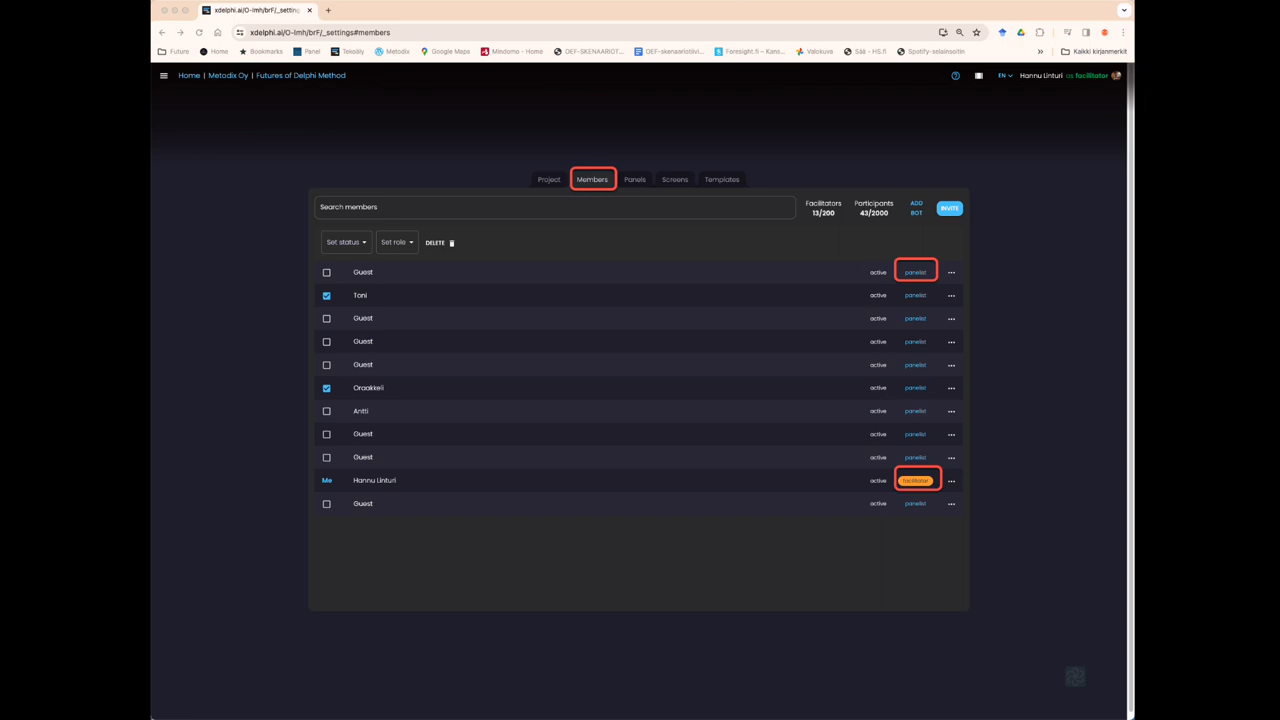 xdelphi.ai/O-lmh/brF/_setting
xdelphi.ai/O-lmh/brF/_settings#members
Future Home Bookmarks Panel Tekoäly Metodix Google Maps Mindomo - Home OEF-SKENAARIOT... OEF-skenaariotiivi... Foresight.fi – Kans... Valokuva Sää - HS.fi Spotify-selainsoitin » Kaikki kirjanmerkit
Home | Metodix Oy | Futures of Delphi Method EN Hannu Linturi as facilitator
Project Members Panels Screens Templates
Search members Facilitators 13/200 Participants 43/2000 ADD BOT INVITE
Set status Set role DELETE
Guest active panelist ...
Toni active panelist ...
Guest active panelist ...
Guest active panelist ...
Guest active panelist ...
Oraakkeli active panelist ...
Antti active panelist ...
Guest active panelist ...
Guest active panelist ...
Me Hannu Linturi active facilitator ...
Guest active panelist ...